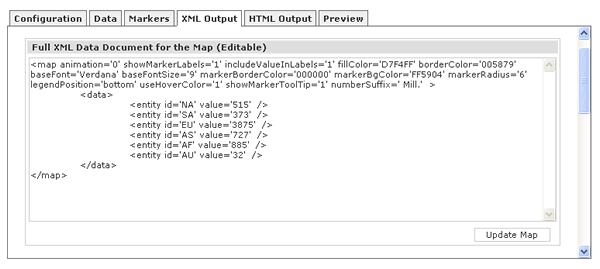 Configuration Data Markers XML Output HTML Output Preview
Full XML Data Document for the Map (Editable)
<map animation='0' showMarkerLabels='1' includeValueInLabels='1' fillColor='D7F4FF' borderColor='005879'
baseFont='Verdana' baseFontSize='9' markerBorderColor='000000' markerBgColor='FF5904' markerRadius='6'
legendPosition='bottom' useHoverColor='1' showMarkerToolTip='1' numberSuffix=' Mill.'  >
<data>
<entity id='NA' value='515'  />
<entity id='SA' value='373'  />
<entity id='EU' value='3875'  />
<entity id='AS' value='727'  />
<entity id='AF' value='885'  />
<entity id='AU' value='32'  />
</data>
</map>
Update Map